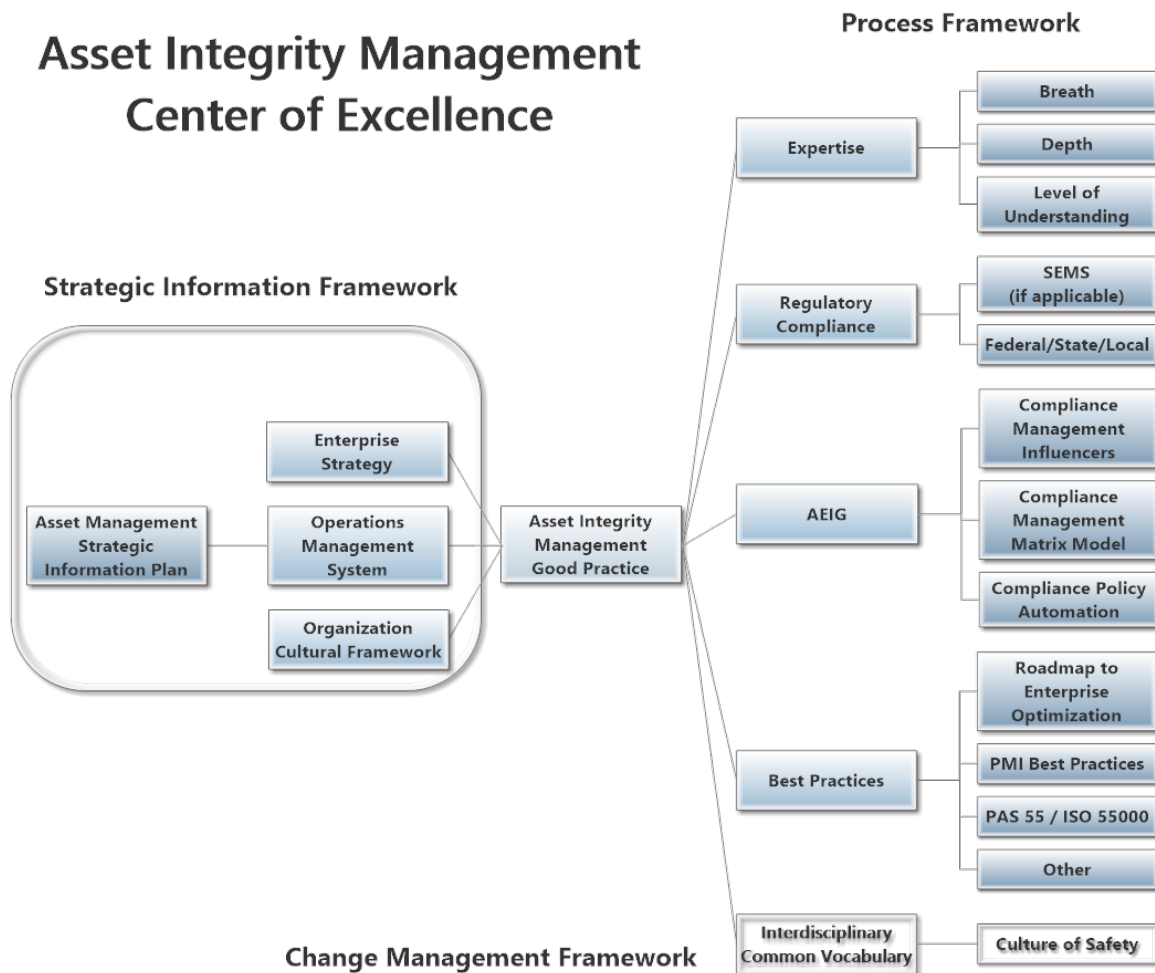 Asset Integrity Management
Center of Excellence
Process Framework
Breath
Expertise
Depth
Level of
Understanding
Strategic Information Framework
SEMS
(if applicable)
Regulatory
Compliance
Federal/State/Local
Compliance
Management
Influencers
Enterprise
Strategy
Asset Management
Strategic
Information Plan
Operations
Management
System
Asset Integrity
Management
Good Practice
AEIG
Compliance
Management
Matrix Model
Compliance Policy
Automation
Organization
Cultural Framework
Roadmap to
Enterprise
Optimization
Best Practices
PMI Best Practices
PAS 55 / ISO 55000
Other
Change Management Framework
Interdisciplinary
Common Vocabulary
Culture of Safety